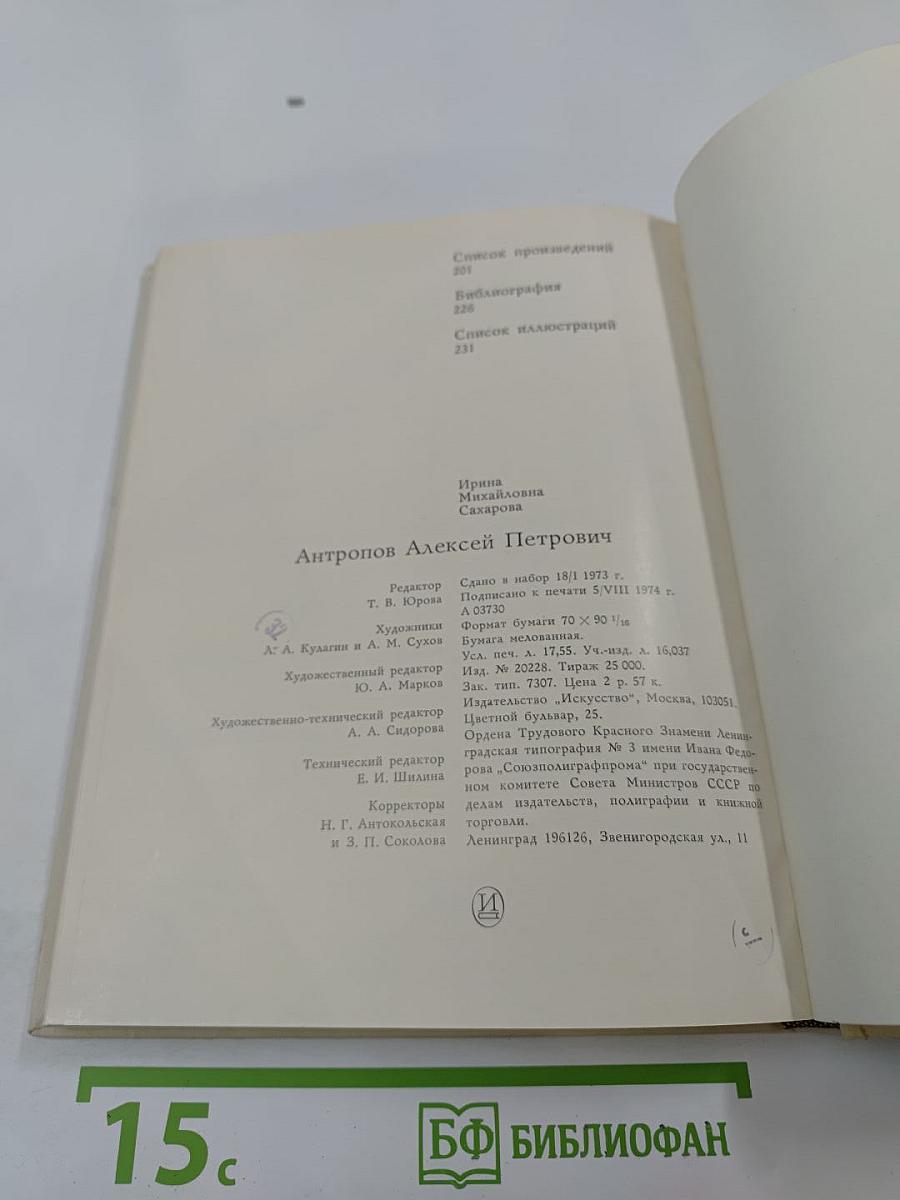 Список произведений
201
Библиография
226
Список иллюстраций
231
Ирина
Михайловна
Сахарова
Антропов Алексей Петрович
Редактор
Т. В. Юрова
Художники
Л. А. Кулагин и А. М. Сухов
Художественный редактор
Ю. А. Марков
Художественно-технический редактор
А. А. Сидорова
Технический редактор
Е. И. Шилина
Корректоры
Н. Г. Антокольская
и З. П. Соколова
Сдано в набор 18/I 1973 г.
Подписано к печати 5/VIII 1974 г.
А 03730
Формат бумаги 70 × 90 1/16
Бумага мелованная.
Усл. печ. л. 17,55. Уч.-изд. л. 16,037
Изд. № 20228. Тираж 25 000.
Зак. тип. 7307. Цена 2 р. 57 к.
Издательство „Искусство", Москва, 103051.
Цветной бульвар, 25.
Ордена Трудового Красного Знамени Ленин-
градская типография № 3 имени Ивана Федо-
рова „Союзполиграфпрома" при государствен-
ном комитете Совета Министров СССР по
делам издательств, полиграфии и книжной
торговли.
Ленинград 196126, Звенигородская ул., 11
И
15 с
БФ БИБЛИОФАН